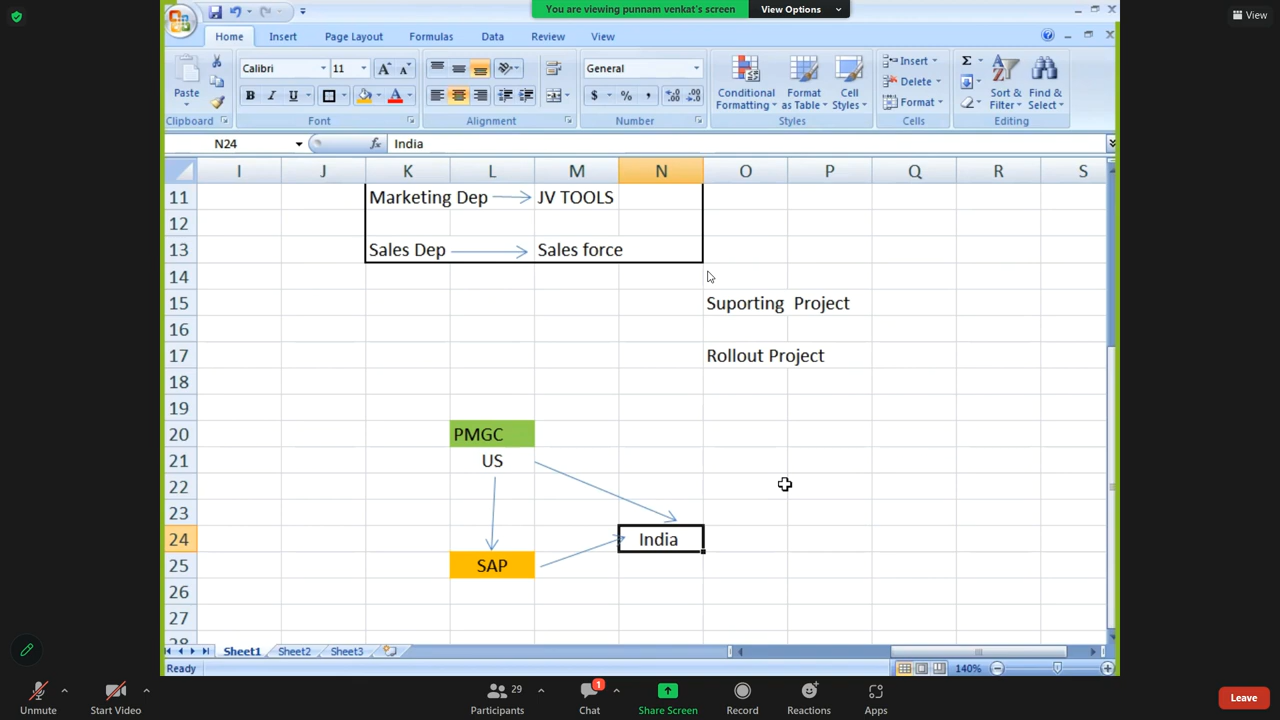 You are viewing punnam venkat's screen
View Options
View
Home
Insert
Page Layout
Formulas
Data
Review
View
Paste
Clipboard
Calibri
11
A
A
B
I
U
A
Font
Alignment
General
$
%
,
Number
Conditional
Formatting
Format
as Table
Cell
Styles
Styles
Insert
Delete
Format
Cells
Σ
Sort &
Filter
Find &
Select
Editing
N24
fx
India
I
J
K
L
M
N
O
P
Q
R
S
11
Marketing Dep
JV TOOLS
12
13
Sales Dep
Sales force
14
15
Suporting Project
16
17
Rollout Project
18
19
20
PMGC
21
US
22
23
24
India
25
SAP
26
27
28
Sheet1
Sheet2
Sheet3
Ready
140%
Unmute
Start Video
29
Participants
1
Chat
Share Screen
Record
Reactions
Apps
Leave